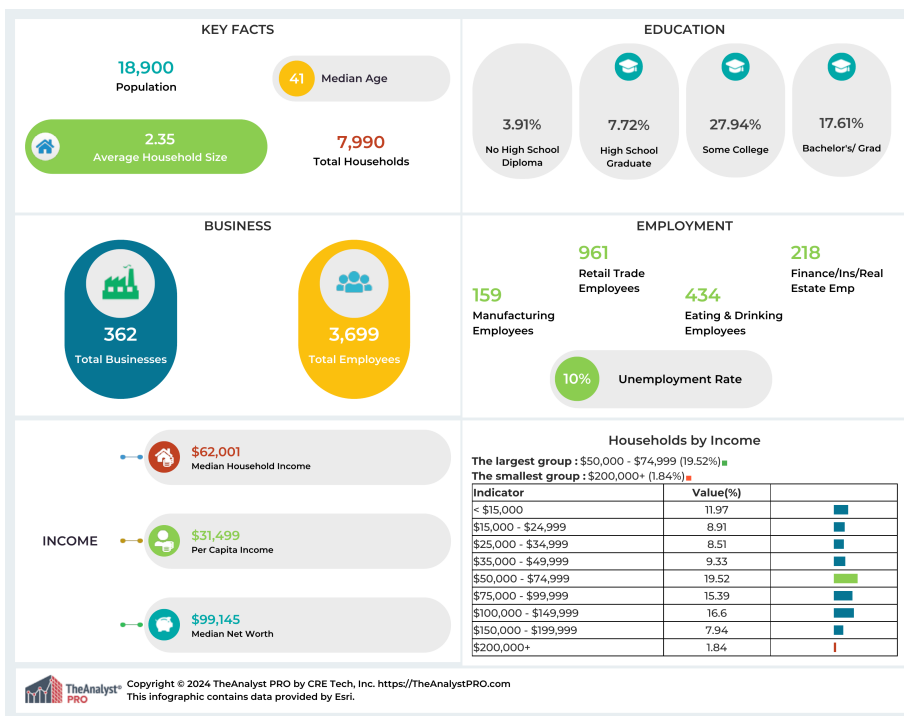 KEY FACTS
18,900
Population
41
Median Age
2.35
Average Household Size
7,990
Total Households
EDUCATION
3.91%
No High School
Diploma
7.72%
High School
Graduate
27.94%
Some College
17.61%
Bachelor's/ Grad
BUSINESS
362
Total Businesses
3,699
Total Employees
EMPLOYMENT
961
Retail Trade
Employees
218
Finance/Ins/Real
Estate Emp
159
Manufacturing
Employees
434
Eating & Drinking
Employees
10%
Unemployment Rate
INCOME
$62,001
Median Household Income
$31,499
Per Capita Income
$99,145
Median Net Worth
Households by Income
The largest group : $50,000 - $74,999 (19.52%)
The smallest group : $200,000+ (1.84%)
Indicator Value(%)
< $15,000 11.97
$15,000 - $24,999 8.91
$25,000 - $34,999 8.51
$35,000 - $49,999 9.33
$50,000 - $74,999 19.52
$75,000 - $99,999 15.39
$100,000 - $149,999 16.6
$150,000 - $199,999 7.94
$200,000+ 1.84
TheAnalyst®
PRO
Copyright © 2024 TheAnalyst PRO by CRE Tech, Inc. https://TheAnalystPRO.com
This infographic contains data provided by Esri.